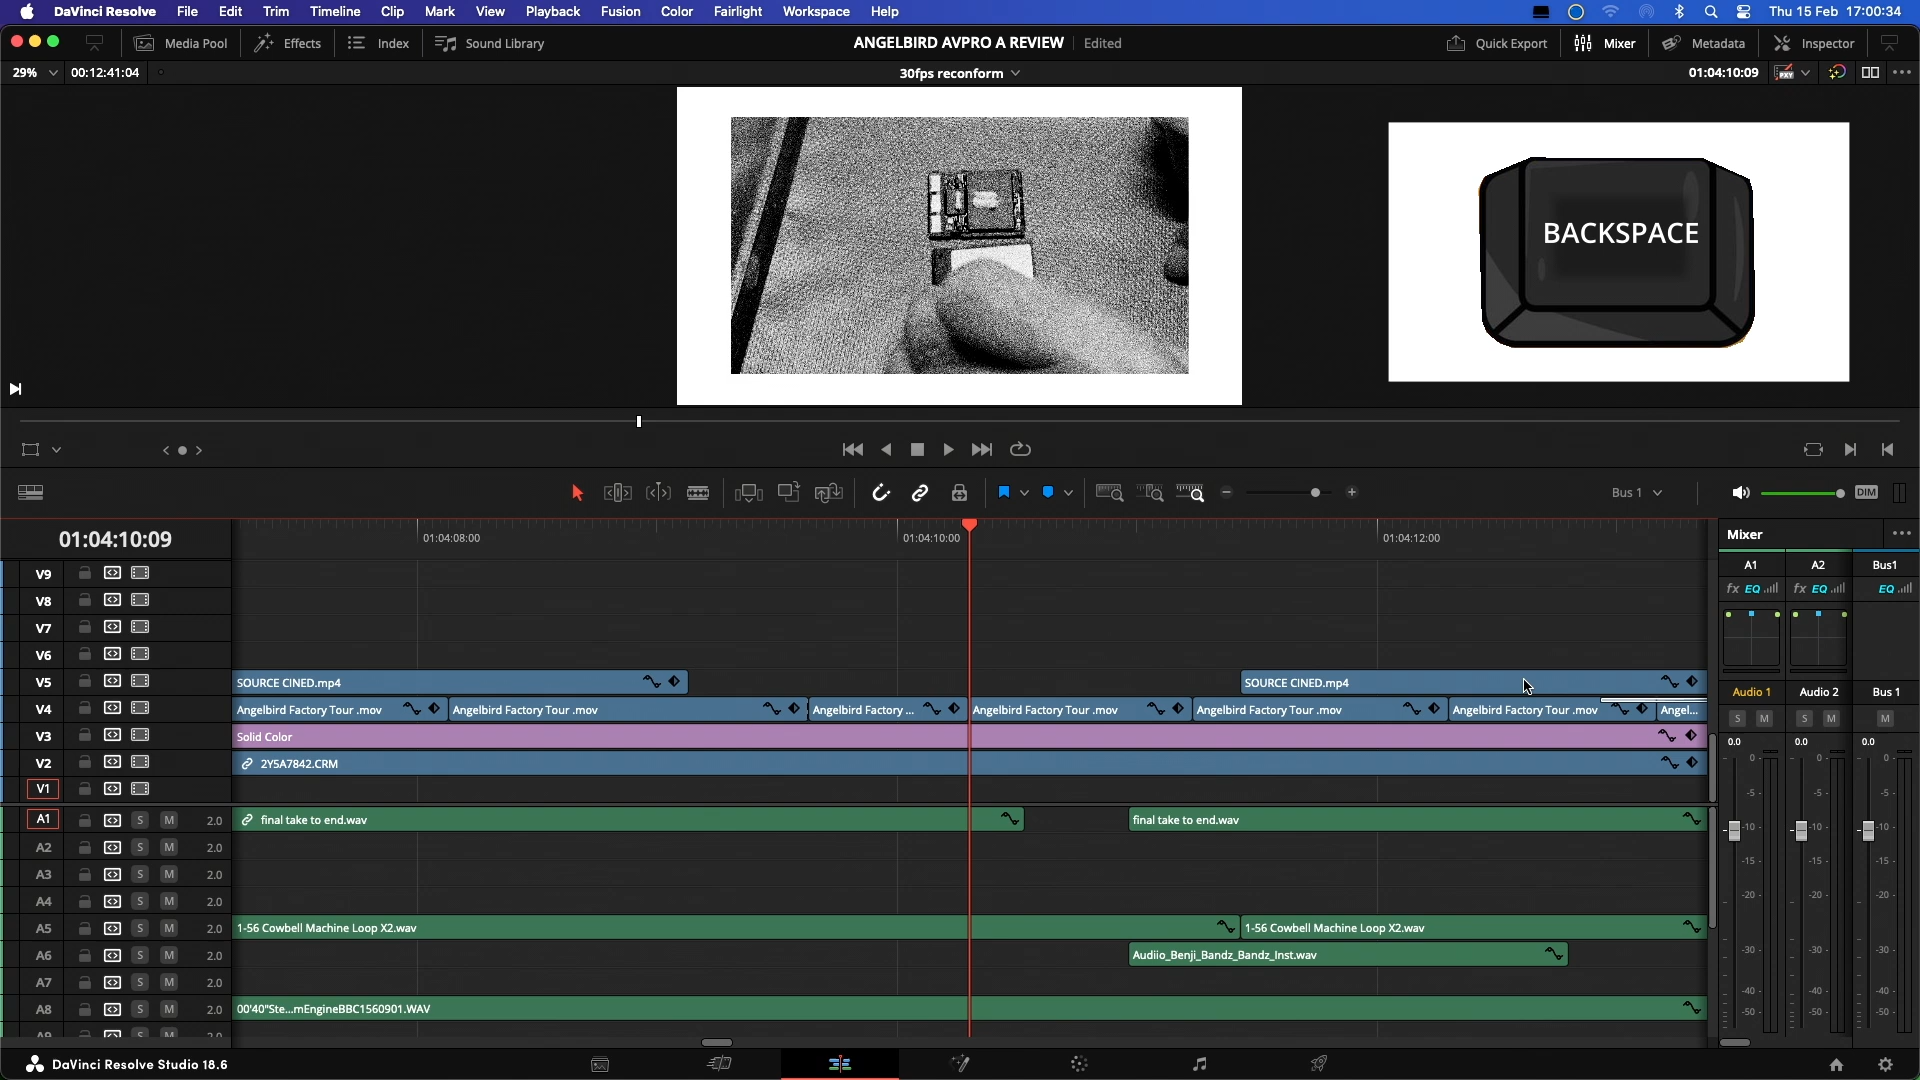 DaVinci Resolve File Edit Trim Timeline Clip Mark View Playback Fusion Color Fairlight Workspace Help Thu 15 Feb 17:00:34
Media Pool Effects Index Sound Library ANGELBIRD AVPRO A REVIEW Edited Quick Export Mixer Metadata Inspector
29% 00:12:41:04 30fps reconform 01:04:10:09 PXY
BACKSPACE
Bus 1 DIM
01:04:10:09 01:04:08:00 01:04:10:00 01:04:12:00 Mixer
A1 A2 Bus1
fx EQ fx EQ EQ
V9
V8
V7
V6
V5 SOURCE CINED.mp4 SOURCE CINED.mp4
Audio 1 Audio 2 Bus 1
V4 Angelbird Factory Tour .mov Angelbird Factory Tour .mov Angelbird Factory ... Angelbird Factory Tour .mov Angelbird Factory Tour .mov Angelbird Factory Tour .mov Angel...
S M S M M
V3 Solid Color
0.0 0.0 0.0
V2 2Y5A7842.CRM
V1
A1 S M 2.0 final take to end.wav final take to end.wav
A2 S M 2.0
A3 S M 2.0
A4 S M 2.0
A5 S M 2.0 1-56 Cowbell Machine Loop X2.wav 1-56 Cowbell Machine Loop X2.wav
A6 S M 2.0 Audiio_Benji_Bandz_Bandz_Inst.wav
A7 S M 2.0
A8 S M 2.0 00'40"Ste...mEngineBBC1560901.WAV
A9 S M 2.0
0- 0- 0-
-5- -5- -5-
-10- -10- -10-
-15- -15- -15-
-20- -20- -20-
-30- -30- -30-
-40- -40- -40-
-50- -50- -50-
DaVinci Resolve Studio 18.6